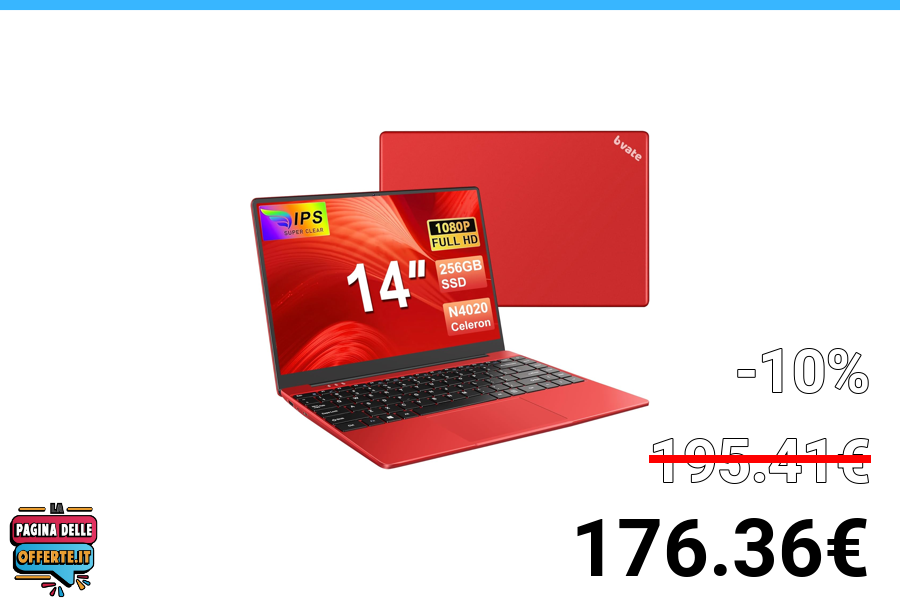 bvate
IPS
SUPER CLEAR
1080P
FULL HD
14"
256GB
SSD
N4020
Celeron
-10%
195.41€
176.36€
LA
PAGINA DELLE
OFFERTE.IT